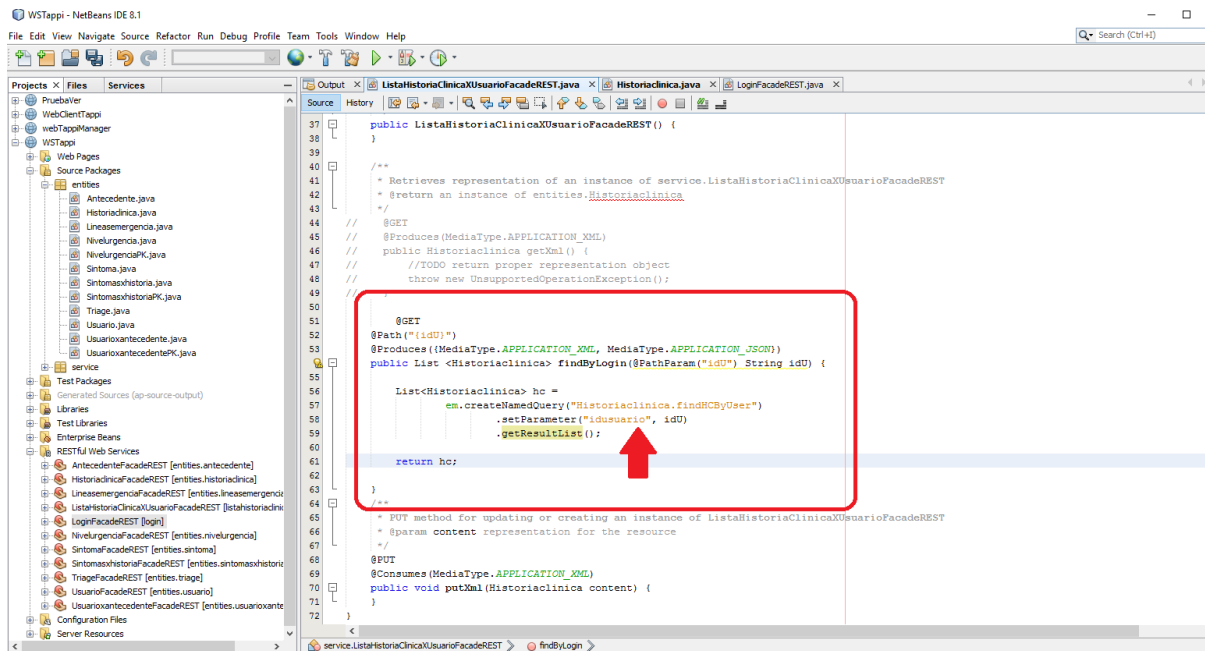 WSTappi - NetBeans IDE 8.1
File Edit View Navigate Source Refactor Run Debug Profile Team Tools Window Help
Search (Ctrl+I)
Projects Files Services
PruebaVer
WebClientTappi
webTappiManager
WSTappi
Web Pages
Source Packages
entities
Antecedente.java
Historiaclinica.java
Lineasemergencia.java
Nivelurgencia.java
NivelurgenciaPK.java
Sintoma.java
Sintomasxhistoria.java
SintomasxhistoriaPK.java
Triage.java
Usuario.java
Usuarioxantecedente.java
UsuarioxantecedentePK.java
service
Test Packages
Generated Sources (ap-source-output)
Libraries
Test Libraries
Enterprise Beans
RESTful Web Services
AntecedenteFacadeREST [entities.antecedente]
HistoriaclinicaFacadeREST [entities.historiaclinica]
LineasemergenciaFacadeREST [entities.lineasemergencia
ListaHistoriaClinicaXUsuarioFacadeREST [listahistoriaclini
LoginFacadeREST [login]
NivelurgenciaFacadeREST [entities.nivelurgencia]
SintomaFacadeREST [entities.sintoma]
SintomasxhistoriaFacadeREST [entities.sintomasxhistoria
TriageFacadeREST [entities.triage]
UsuarioFacadeREST [entities.usuario]
UsuarioxantecedenteFacadeREST [entities.usuarioxante
Configuration Files
Server Resources
Output ListaHistoriaClinicaXUsuarioFacadeREST.java Historiaclinica.java LoginFacadeREST.java
Source History
37 public ListaHistoriaClinicaXUsuarioFacadeREST() {
38 }
39
40 /**
41 * Retrieves representation of an instance of service.ListaHistoriaClinicaXUsuarioFacadeREST
42 * @return an instance of entities.Historiaclinica
43 */
44 // @GET
45 // @Produces(MediaType.APPLICATION_XML)
46 // public Historiaclinica getXml() {
47 // //TODO return proper representation object
48 // throw new UnsupportedOperationException();
49 // }
50
51 @GET
52 @Path("{idU}")
53 @Produces({MediaType.APPLICATION_XML, MediaType.APPLICATION_JSON})
public List <Historiaclinica> findByLogin(@PathParam("idU") String idU) {
55
56 List<Historiaclinica> hc =
57 em.createNamedQuery("Historiaclinica.findHCByUser")
58 .setParameter("idusuario", idU)
59 .getResultList();
60
61 return hc;
62
63 }
64 /**
65 * PUT method for updating or creating an instance of ListaHistoriaClinicaXUsuarioFacadeREST
66 * @param content representation for the resource
67 */
68 @PUT
69 @Consumes(MediaType.APPLICATION_XML)
70 public void putXml(Historiaclinica content) {
71 }
72 }
service.ListaHistoriaClinicaXUsuarioFacadeREST findByLogin